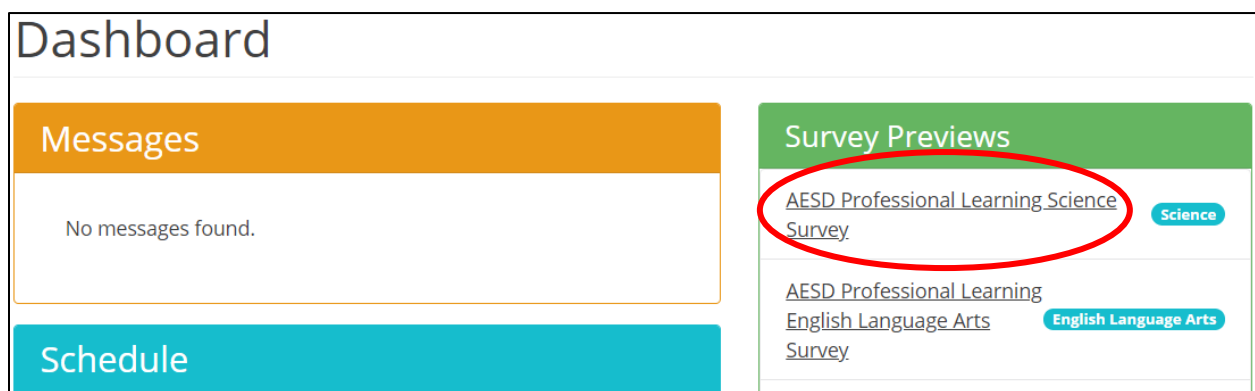 Dashboard
Messages
No messages found.
Schedule
Survey Previews
AESD Professional Learning Science
Survey
Science
AESD Professional Learning
English Language Arts
Survey
English Language Arts